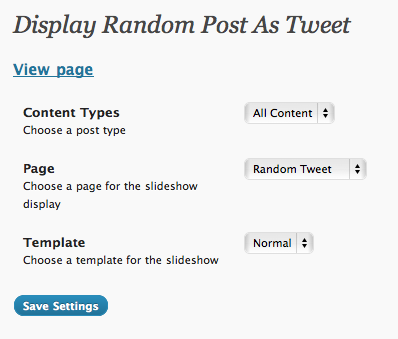 Display Random Post As Tweet
View page
Content Types
All Content
Choose a post type
Page
Random Tweet
Choose a page for the slideshow
display
Template
Normal
Choose a template for the slideshow
Save Settings